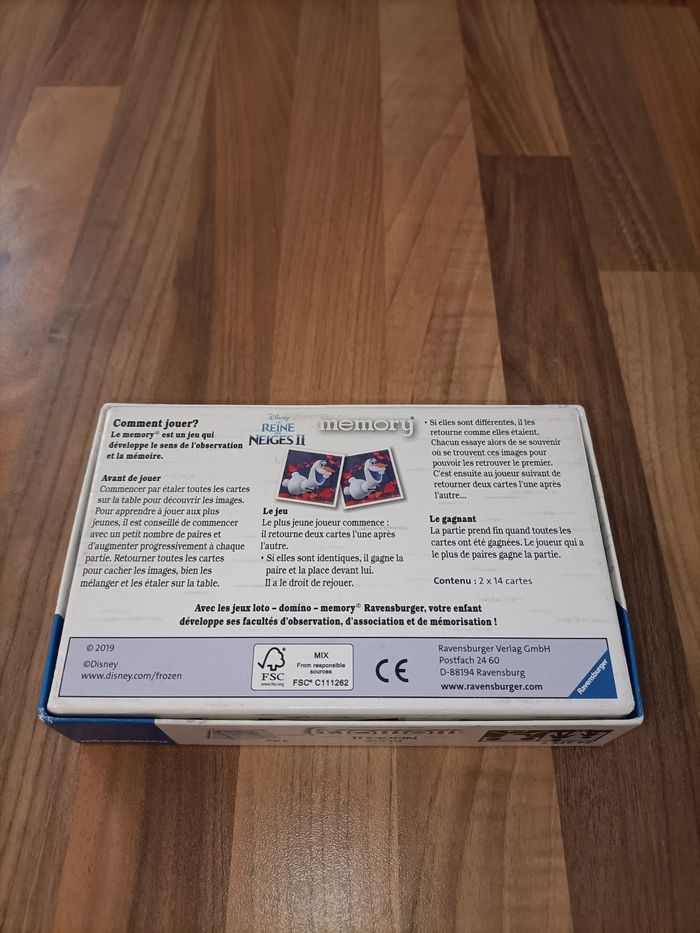 Comment jouer?
Le memory® est un jeu qui
développe le sens de l'observation
et la mémoire.
Avant de jouer
Commencer par étaler toutes les cartes
sur la table pour découvrir les images.
Pour apprendre à jouer aux plus
jeunes, il est conseillé de commencer
avec un petit nombre de paires et
d'augmenter progressivement à chaque
partie. Retourner toutes les cartes
pour cacher les images, bien les
mélanger et les étaler sur la table.
Disney
LA REINE
DES NEIGES II
memory®
Le jeu
Le plus jeune joueur commence :
il retourne deux cartes l'une après
l'autre.
• Si elles sont identiques, il gagne la
paire et la place devant lui.
Il a le droit de rejouer.
• Si elles sont différentes, il les
retourne comme elles étaient.
Chacun essaye alors de se souvenir
où se trouvent ces images pour
pouvoir les retrouver le premier.
C'est ensuite au joueur suivant de
retourner deux cartes l'une après
l'autre...
Le gagnant
La partie prend fin quand toutes les
cartes ont été gagnées. Le joueur qui a
le plus de paires gagne la partie.
Contenu : 2 x 14 cartes
Avec les jeux loto – domino – memory® Ravensburger, votre enfant
développe ses facultés d'observation, d'association et de mémorisation !
© 2019
©Disney
www.disney.com/frozen
FSC
www.fsc.org
MIX
From responsible
sources
FSC® C111262
CE
Ravensburger Verlag GmbH
Postfach 24 60
D-88194 Ravensburg
www.ravensburger.com
Ravensburger